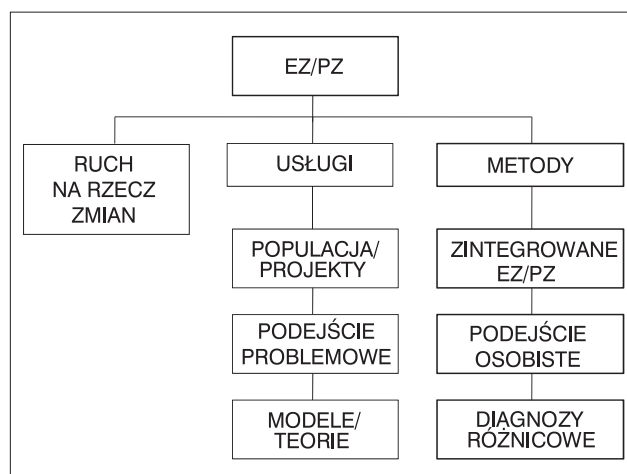 EZ/PZ
RUCH
NA RZECZ
ZMIAN
USŁUGI
METODY
POPULACJA/
PROJEKTY
ZINTEGROWANE
EZ/PZ
PODEJŚCIE
PROBLEMOWE
PODEJŚCIE
OSOBISTE
MODELE/
TEORIE
DIAGNOZY
RÓŻNICOWE